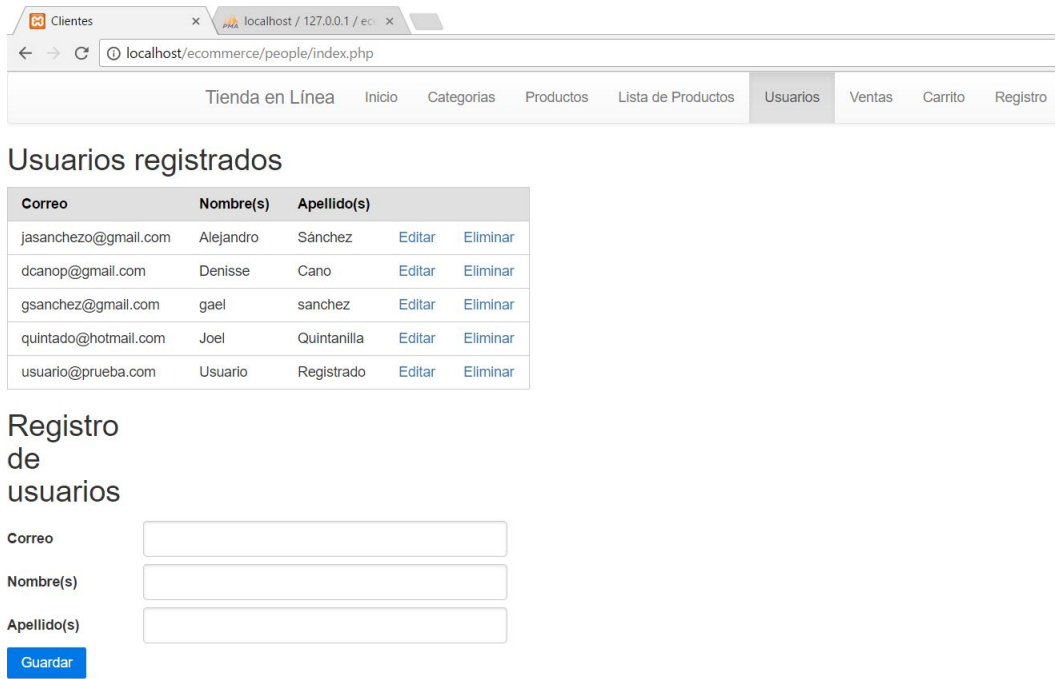 Clientes
localhost / 127.0.0.1 / eco
localhost/ecommerce/people/index.php
Tienda en Línea Inicio Categorias Productos Lista de Productos Usuarios Ventas Carrito Registro
Usuarios registrados
Correo Nombre(s) Apellido(s)
jasanchezo@gmail.com Alejandro Sánchez Editar Eliminar
dcanop@gmail.com Denisse Cano Editar Eliminar
gsanchez@gmail.com gael sanchez Editar Eliminar
quintado@hotmail.com Joel Quintanilla Editar Eliminar
usuario@prueba.com Usuario Registrado Editar Eliminar
Registro
de
usuarios
Correo
Nombre(s)
Apellido(s)
Guardar